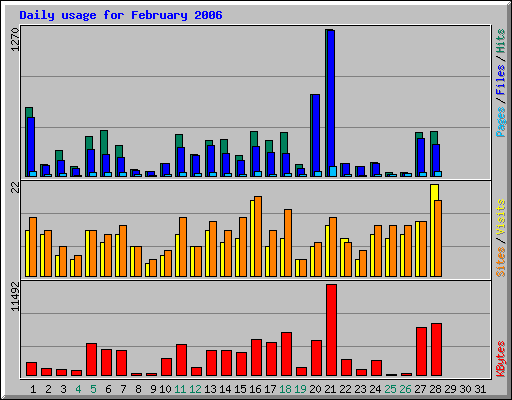 Daily usage for February 2006
1270
Pages / Files / Hits
22
Sites / Visits
11492
KBytes
1 2 3 4 5 6 7 8 9 10 11 12 13 14 15 16 17 18 19 20 21 22 23 24 25 26 27 28 29 30 31